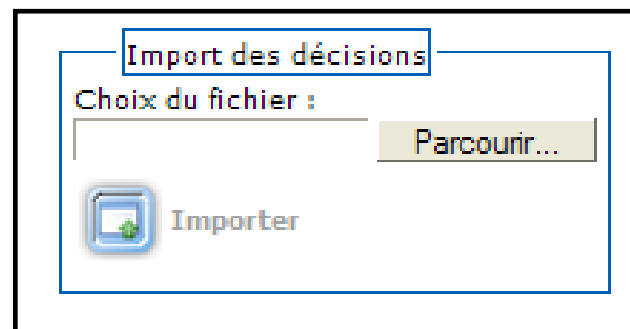 Import des décisions
Choix du fichier :
Parcourir...
Importer